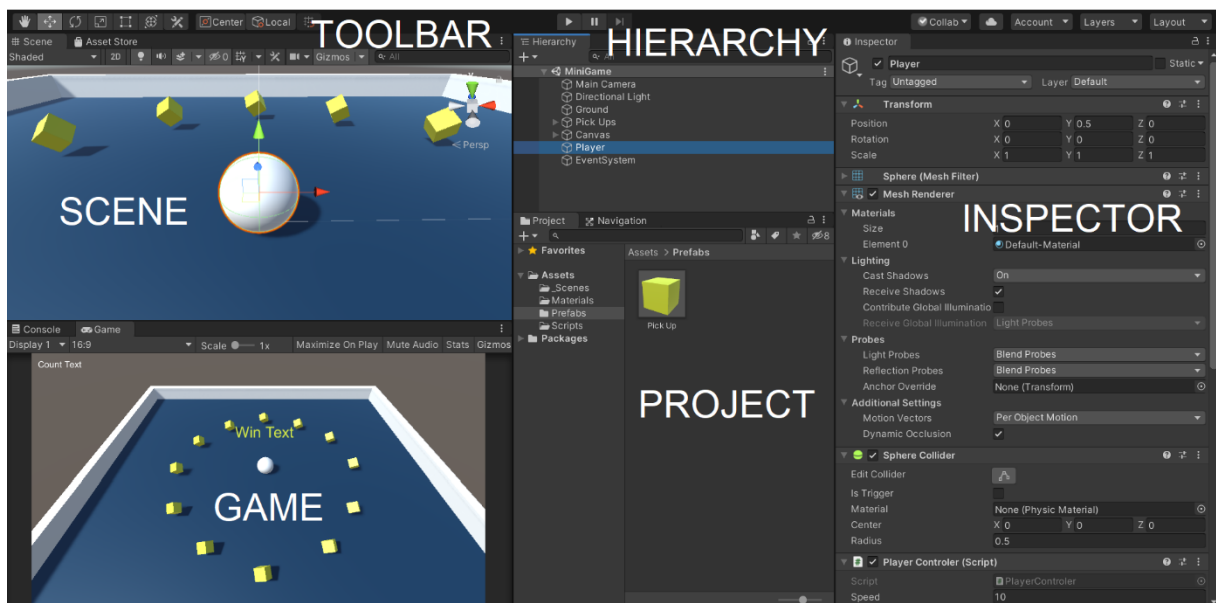 Center Local
TOOLBAR
Collab Account Layers Layout
Scene Asset Store
Shaded 2D 0 Gizmos All
Persp
SCENE
Console Game
Display 1 16:9 Scale 1x Maximize On Play Mute Audio Stats Gizmos
Count Text
Win Text
GAME
Hierarchy
HIERARCHY
All
MiniGame
Main Camera
Directional Light
Ground
Pick Ups
Canvas
Player
EventSystem
Project Navigation
8
Favorites
Assets
_Scenes
Materials
Prefabs
Scripts
Packages
Assets > Prefabs
Pick Up
PROJECT
Inspector
Player Static
Tag Untagged Layer Default
Transform
Position X 0 Y 0.5 Z 0
Rotation X 0 Y 0 Z 0
Scale X 1 Y 1 Z 1
Sphere (Mesh Filter)
Mesh Renderer
INSPECTOR
Materials
Size
Element 0 Default-Material
Lighting
Cast Shadows On
Receive Shadows
Contribute Global Illuminatio
Receive Global Illumination Light Probes
Probes
Light Probes Blend Probes
Reflection Probes Blend Probes
Anchor Override None (Transform)
Additional Settings
Motion Vectors Per Object Motion
Dynamic Occlusion
Sphere Collider
Edit Collider
Is Trigger
Material None (Physic Material)
Center X 0 Y 0 Z 0
Radius 0.5
Player Controler (Script)
Script PlayerControler
Speed 10